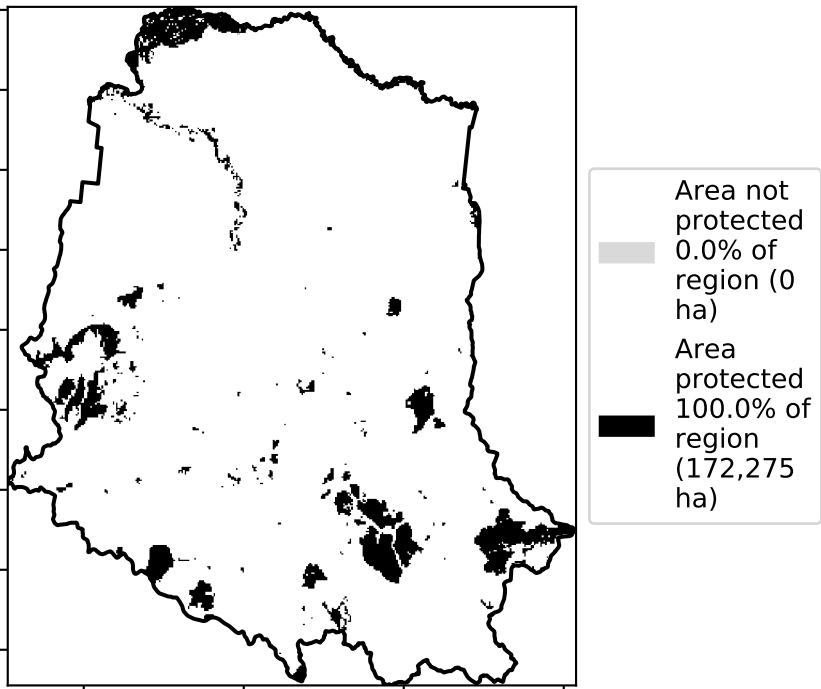 Area not
protected
0.0% of
region (0
ha)
Area
protected
100.0% of
region
(172,275
ha)